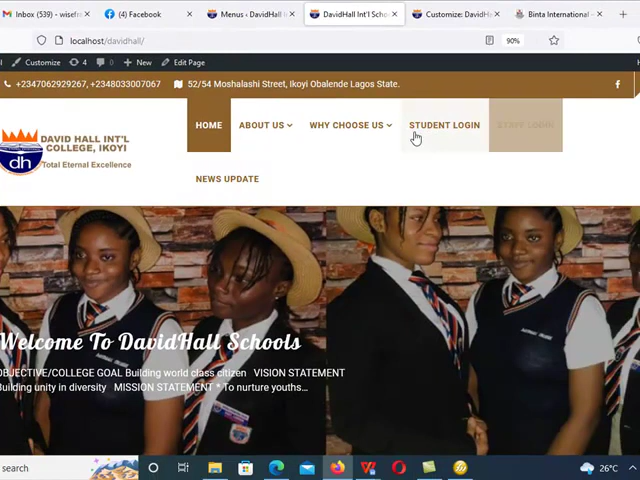 Inbox (539) - wisefr
(4) Facebook
Menus ‹ DavidHall I
DavidHall Int'l Scho
Customize: DavidHa
Binta International –
localhost/davidhall/
90%
Customize
4
0
New
Edit Page
+2347062929267, +2348033007067
52/54 Moshalashi Street, Ikoyi Obalende Lagos State.
HOME
ABOUT US
WHY CHOOSE US
STUDENT LOGIN
STAFF LOGIN
DAVID HALL INT'L
COLLEGE, IKOYI
dh
Total Eternal Excellence
NEWS UPDATE
Welcome To DavidHall Schools
OBJECTIVE/COLLEGE GOAL Building world class citizen VISION STATEMENT
Building unity in diversity MISSION STATEMENT * To nurture youths...
search
26°C